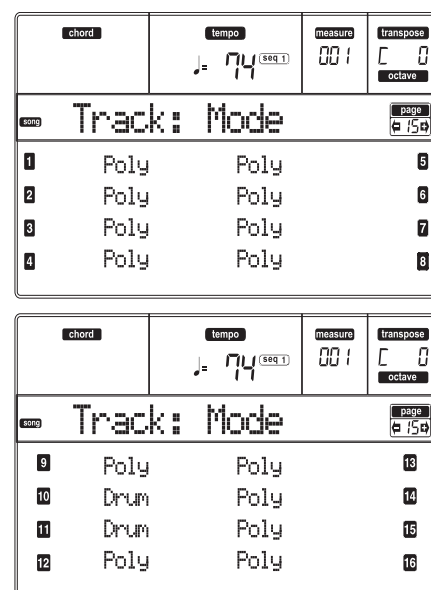 chord tempo measure transpose
♩= 74 seq 1 001 C 0
octave
song Track: Mode page 15
1 Poly Poly 5
2 Poly Poly 6
3 Poly Poly 7
4 Poly Poly 8
chord tempo measure transpose
♩= 74 seq 1 001 C 0
octave
song Track: Mode page 15
9 Poly Poly 13
10 Drum Poly 14
11 Drum Poly 15
12 Poly Poly 16